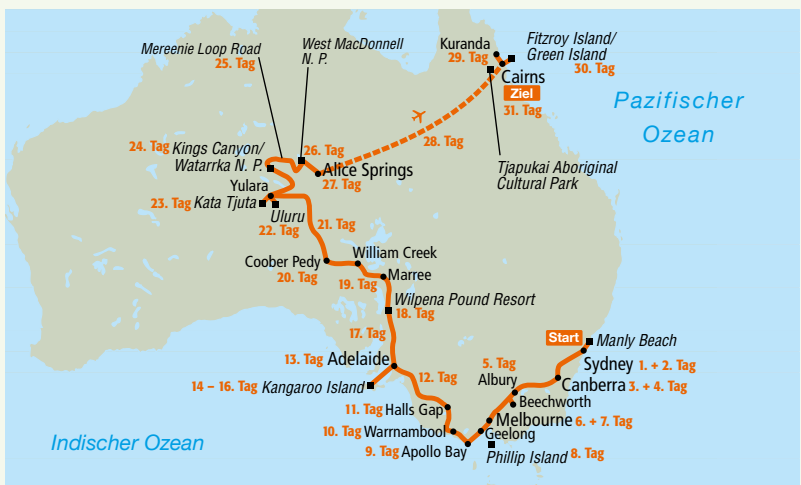 Mereenie Loop Road
25. Tag
West MacDonnell
N. P.
Kuranda
29. Tag
Fitzroy Island/
Green Island
30. Tag
Cairns
Ziel
31. Tag
Pazifischer
Ozean
28. Tag
Tjapukai Aboriginal
Cultural Park
24. Tag Kings Canyon/
Watarrka N. P.
26. Tag
Alice Springs
27. Tag
Yulara
23. Tag Kata Tjuta
Uluru
22. Tag
21. Tag
Coober Pedy
20. Tag
William Creek
19. Tag
Marree
Wilpena Pound Resort
18. Tag
17. Tag
13. Tag Adelaide
14 – 16. Tag Kangaroo Island
12. Tag
11. Tag Halls Gap
10. Tag Warrnambool
9. Tag Apollo Bay
Geelong
Phillip Island 8. Tag
Melbourne 6. + 7. Tag
Beechworth
5. Tag
Albury
Canberra 3. + 4. Tag
Sydney 1. + 2. Tag
Start
Manly Beach
Indischer Ozean